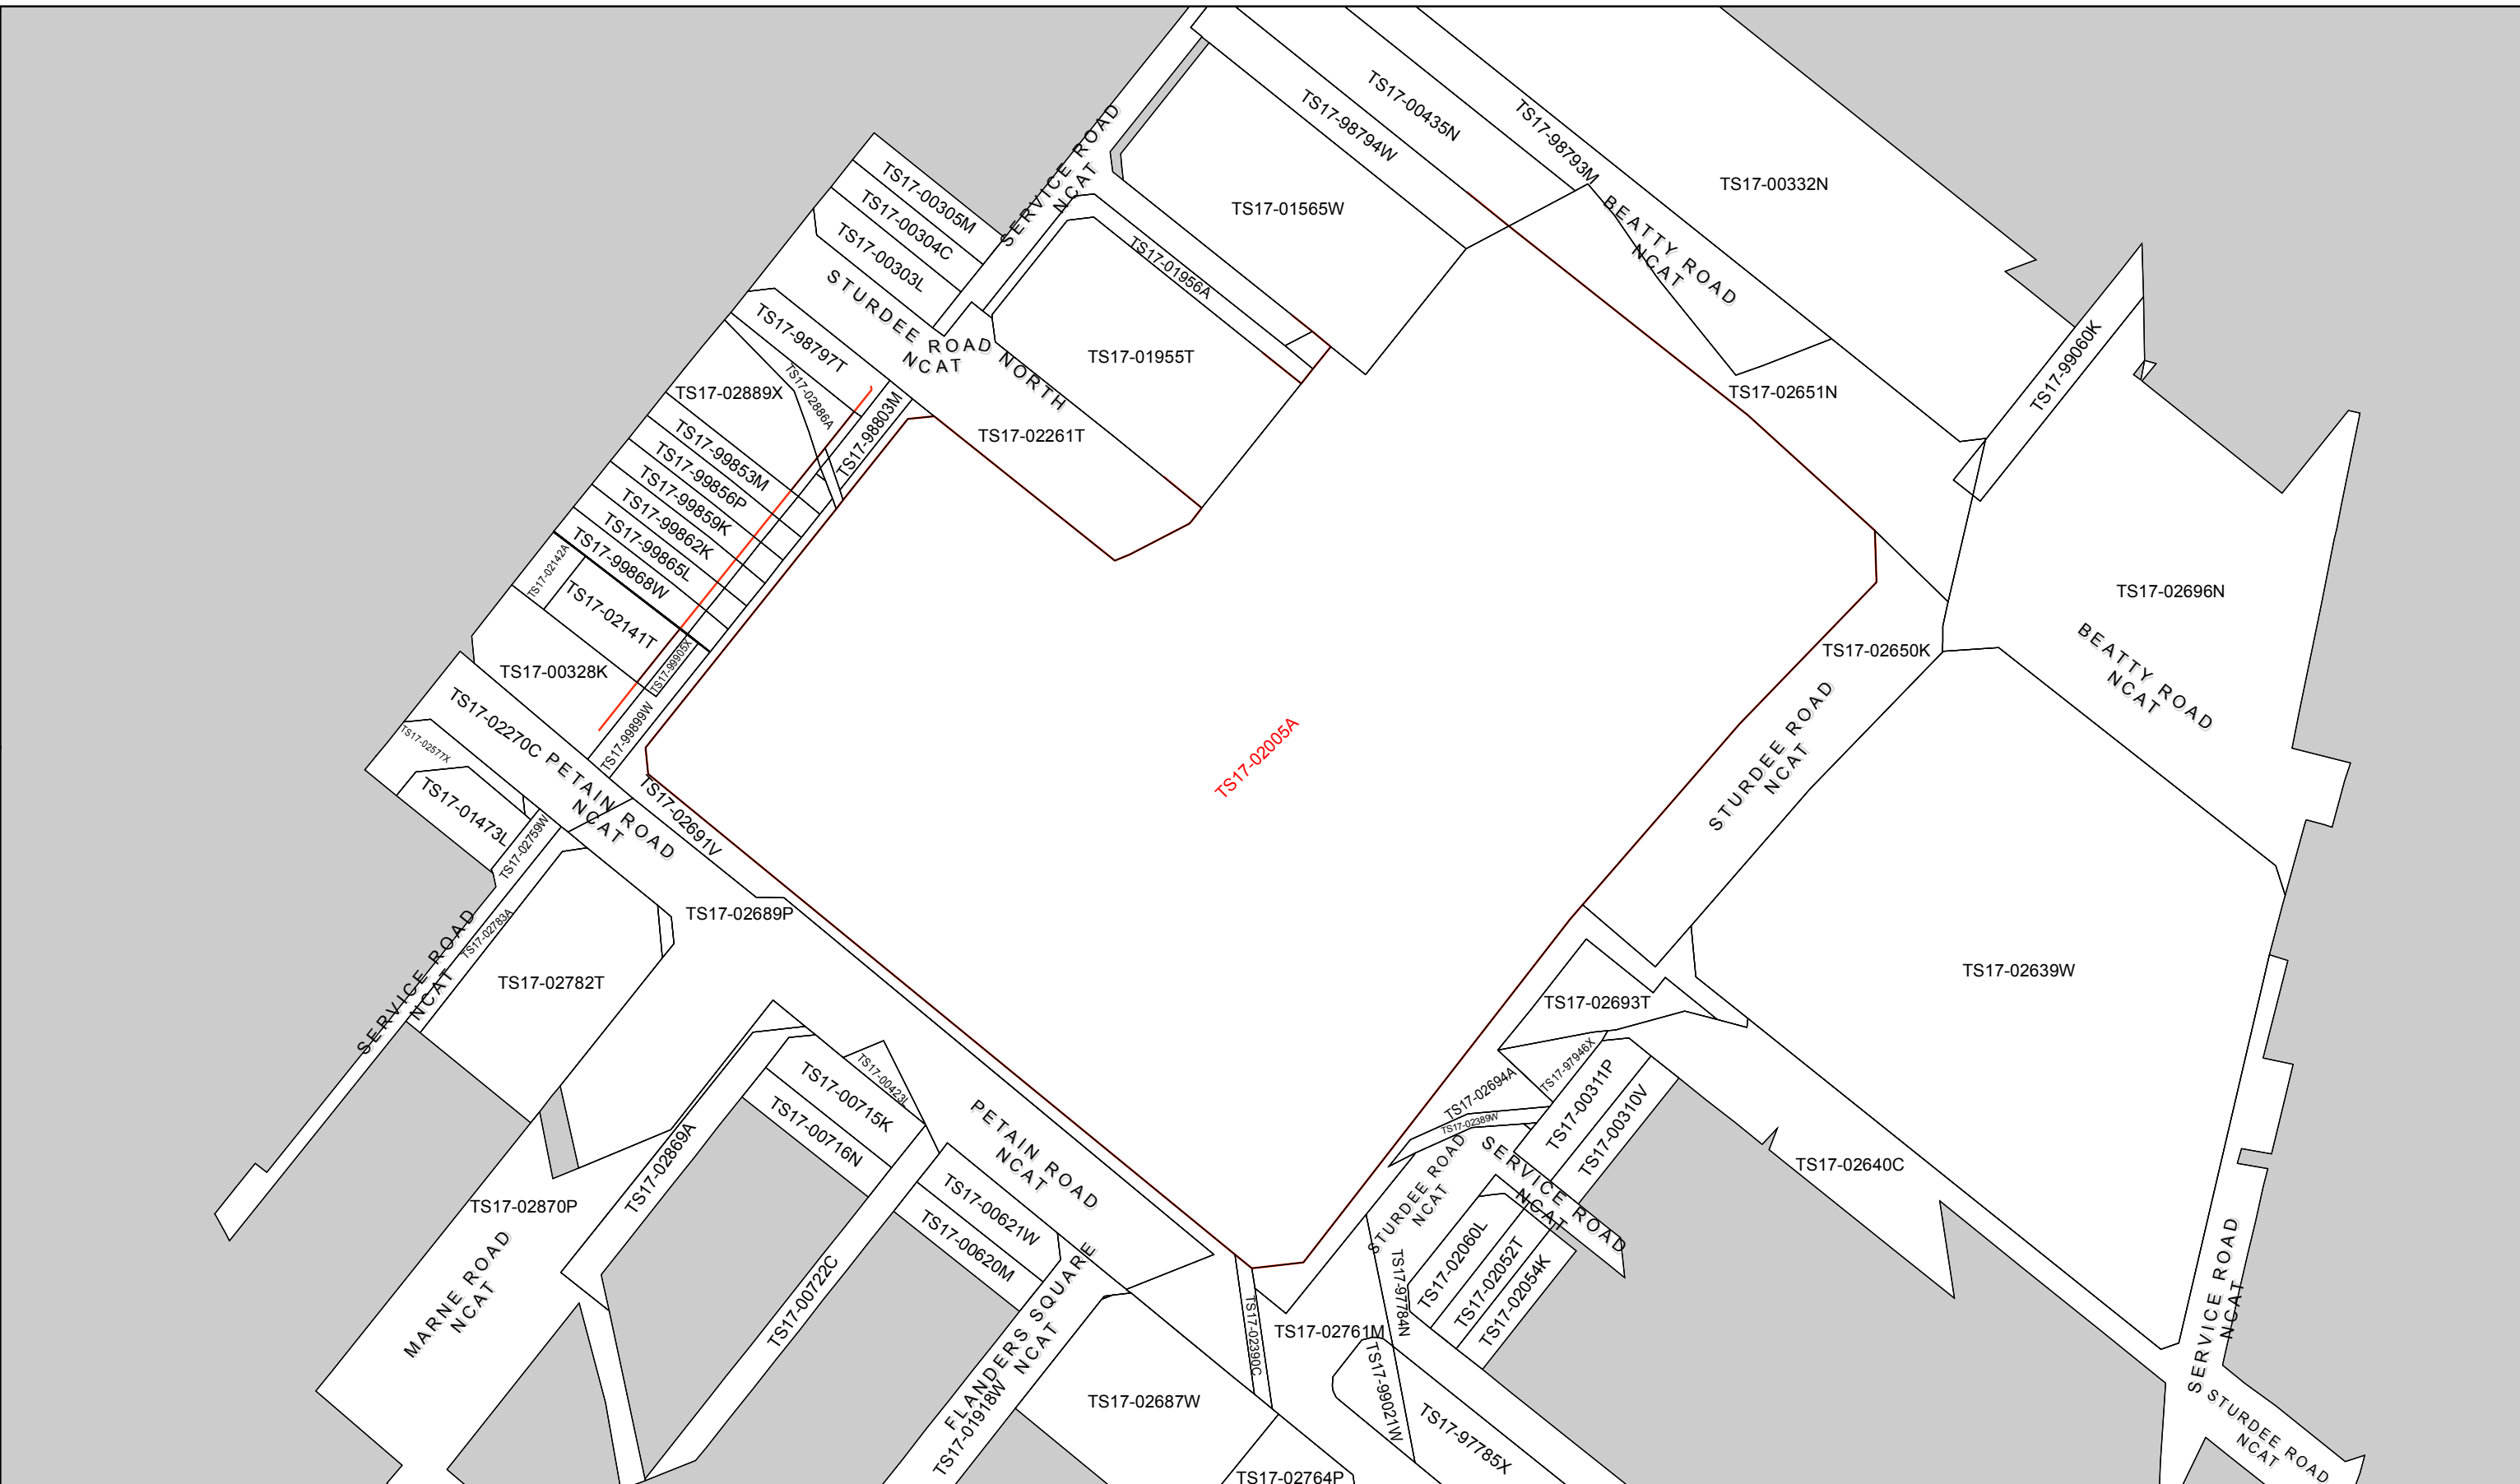 TS17-00435N
TS17-98794W
TS17-98793M
TS17-00332N
SERVICE ROAD
NCAT
TS17-00305M
TS17-00304C
TS17-00303L
TS17-01565W
BEATTY ROAD
NCAT
STURDEE ROAD NORTH
NCAT
TS17-01956A
TS17-01955T
TS17-98797T
TS17-02886A
TS17-02889X
TS17-98803M
TS17-02261T
TS17-02651N
TS17-99060K
TS17-99853M
TS17-99856P
TS17-99859K
TS17-99862K
TS17-99865L
TS17-99868W
TS17-02142A
TS17-02141T
TS17-99905X
TS17-00328K
TS17-99899W
TS17-02696N
BEATTY ROAD
NCAT
TS17-02650K
STURDEE ROAD
NCAT
TS17-02005A
TS17-02270C
PETAIN ROAD
NCAT
TS17-02577X
TS17-01473L
TS17-02759W
TS17-02691V
TS17-02689P
TS17-02783A
SERVICE ROAD
NCAT
TS17-02782T
TS17-02639W
TS17-02693T
TS17-97946X
TS17-02694A
TS17-02389W
TS17-00311P
TS17-00310V
TS17-00423L
TS17-00715K
TS17-00716N
TS17-02869A
TS17-02870P
MARNE ROAD
NCAT
PETAIN ROAD
NCAT
TS17-00621W
TS17-00620M
TS17-00722C
FLANDERS SQUARE
NCAT
TS17-01918W
STURDEE ROAD
NCAT
SERVICE ROAD
NCAT
TS17-02640C
TS17-02060L
TS17-02052T
TS17-02054K
TS17-97784N
TS17-02390C
TS17-02761M
TS17-99021W
TS17-97785X
TS17-02687W
TS17-02764P
SERVICE ROAD
NCAT
STURDEE ROAD
NCAT